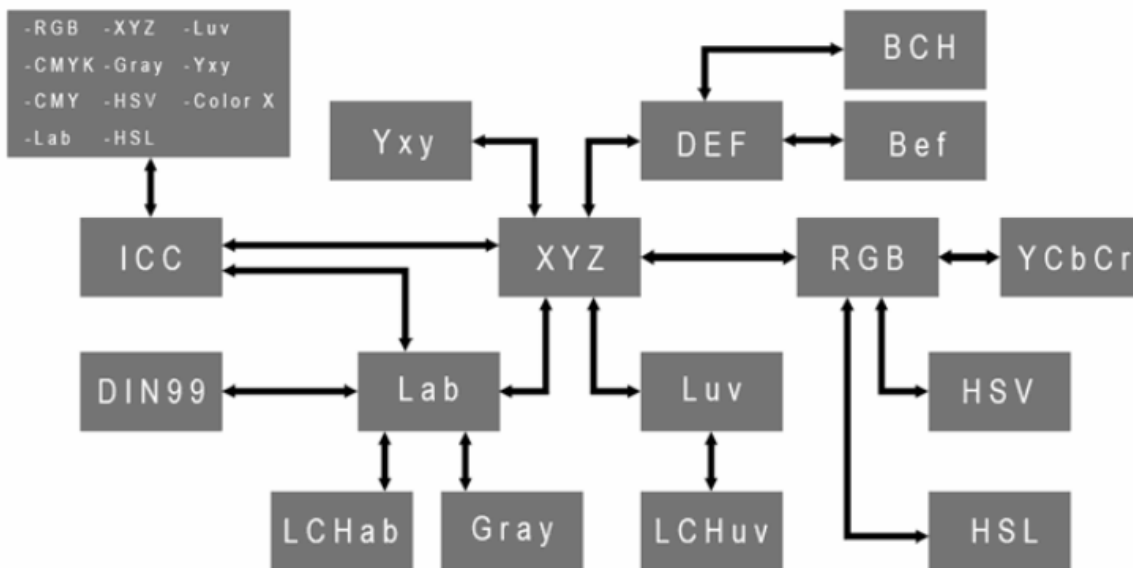 -RGB -XYZ -Luv
-CMYK -Gray -Yxy
-CMY -HSV -Color X
-Lab -HSL
BCH
Yxy
DEF
Bef
ICC
XYZ
RGB
YCbCr
DIN99
Lab
Luv
HSV
LCHab
Gray
LCHuv
HSL